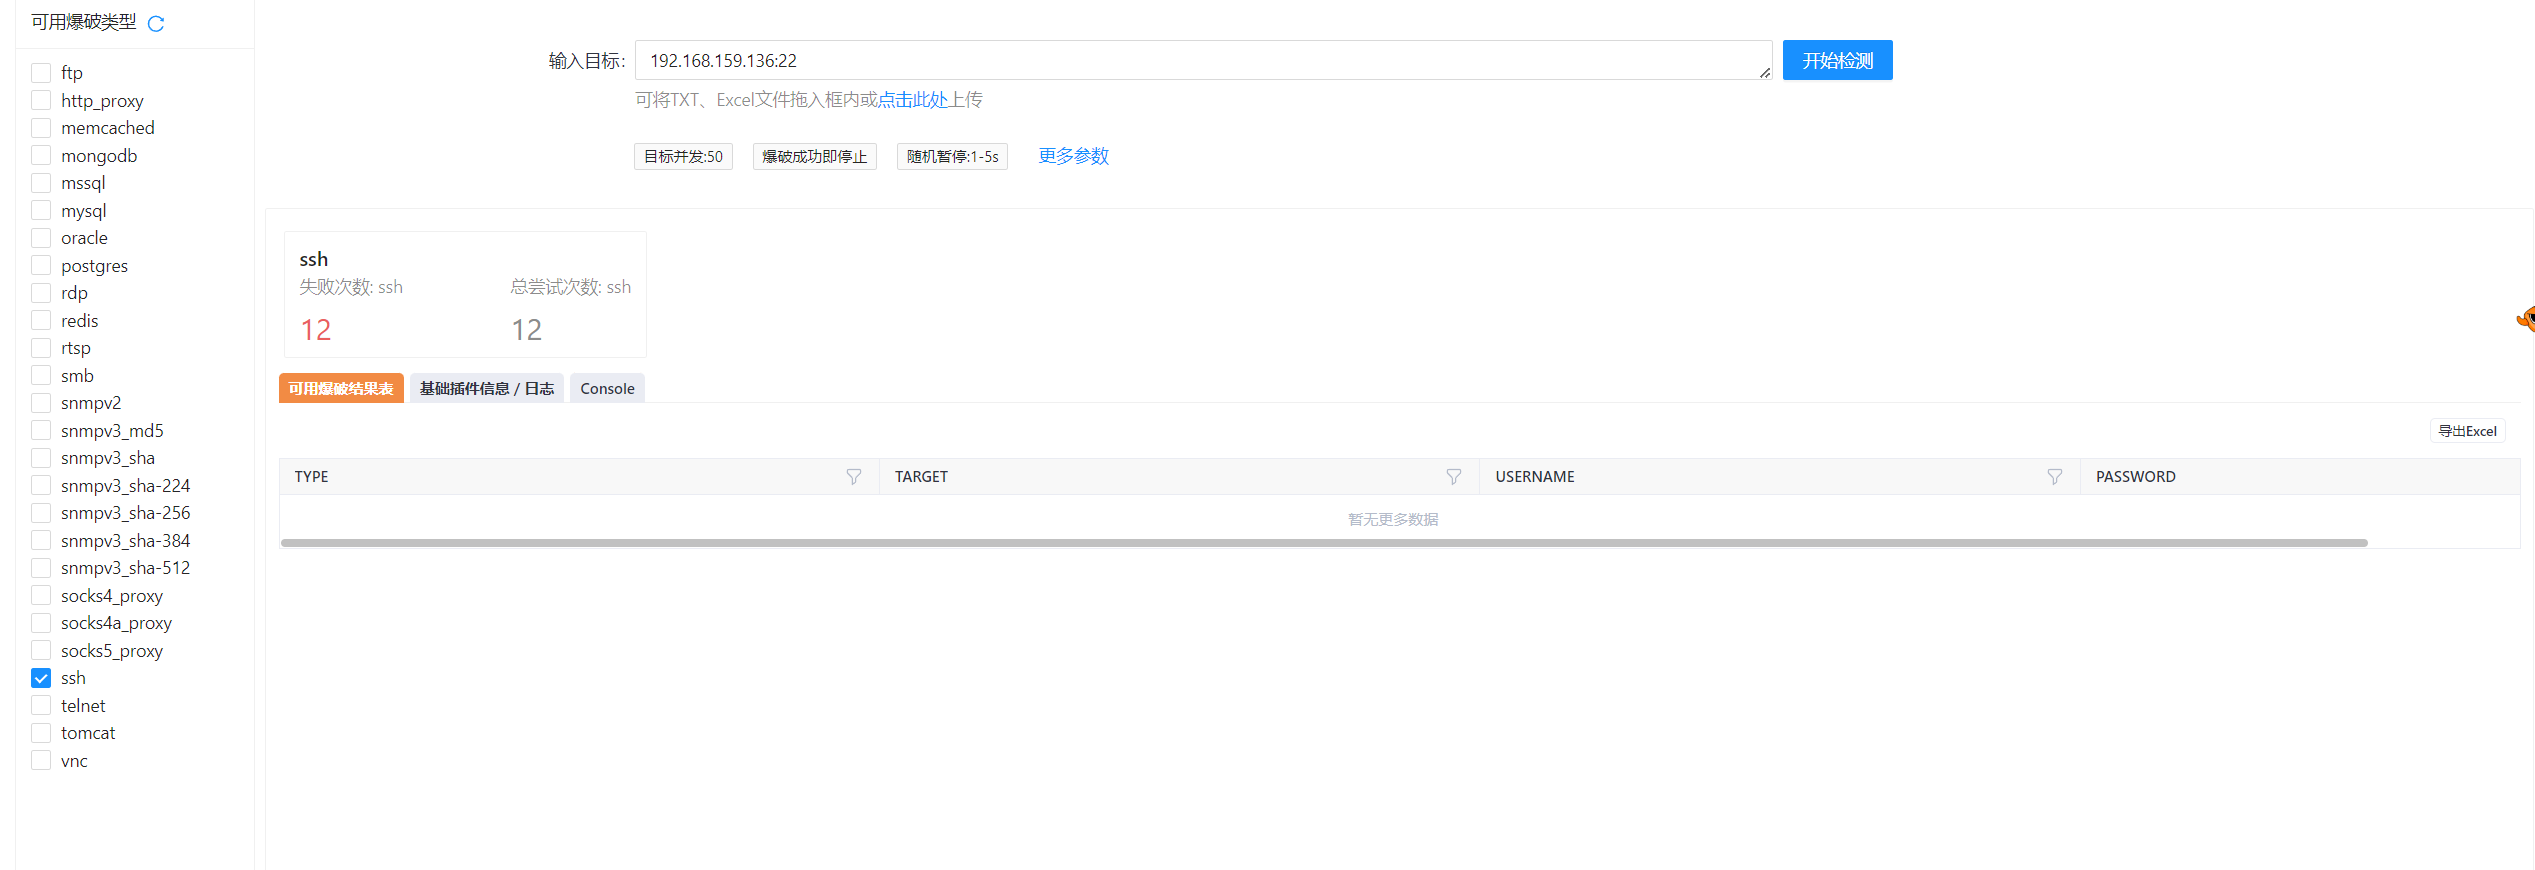 可用爆破类型
ftp
http_proxy
memcached
mongodb
mssql
mysql
oracle
postgres
rdp
redis
rtsp
smb
snmpv2
snmpv3_md5
snmpv3_sha
snmpv3_sha-224
snmpv3_sha-256
snmpv3_sha-384
snmpv3_sha-512
socks4_proxy
socks4a_proxy
socks5_proxy
ssh
telnet
tomcat
vnc
输入目标: 192.168.159.136:22 开始检测
可将TXT、Excel文件拖入框内或点击此处上传
目标并发:50 爆破成功即停止 随机暂停:1-5s 更多参数
ssh
失败次数: ssh 总尝试次数: ssh
12 12
可用爆破结果表 基础插件信息 / 日志 Console
导出Excel
TYPE TARGET USERNAME PASSWORD
暂无更多数据